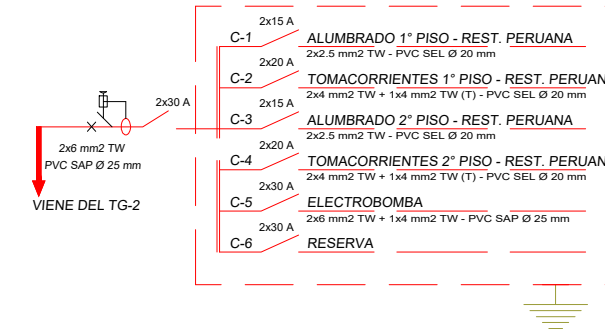 2x15 A
C-1 ALUMBRADO 1° PISO - REST. PERUANA
2x2.5 mm2 TW - PVC SEL Ø 20 mm
2x20 A
C-2 TOMACORRIENTES 1° PISO - REST. PERUAN
2x4 mm2 TW + 1x4 mm2 TW (T) - PVC SEL Ø 20 mm
2x30 A
2x15 A
C-3 ALUMBRADO 2° PISO - REST. PERUANA
2x2.5 mm2 TW - PVC SEL Ø 20 mm
2x6 mm2 TW
PVC SAP Ø 25 mm
VIENE DEL TG-2
2x20 A
C-4 TOMACORRIENTES 2° PISO - REST. PERUAN
2x4 mm2 TW + 1x4 mm2 TW (T) - PVC SEL Ø 20 mm
2x30 A
C-5 ELECTROBOMBA
2x6 mm2 TW + 1x4 mm2 TW - PVC SAP Ø 25 mm
2x30 A
C-6 RESERVA